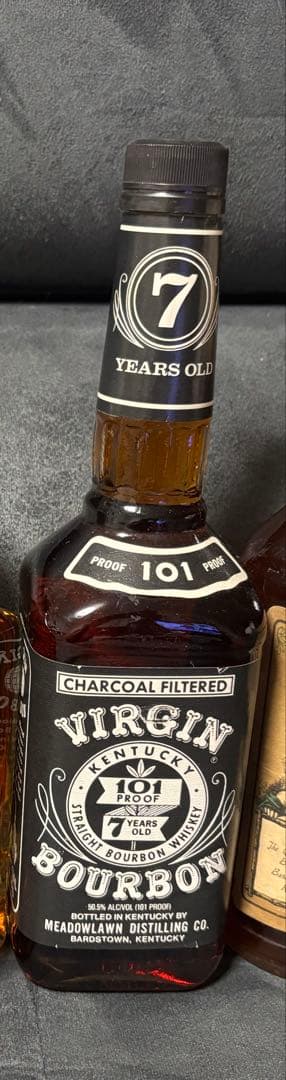 7
YEARS OLD
PROOF 101 PROOF
CHARCOAL FILTERED
VIRGIN®
KENTUCKY
101
PROOF
7 YEARS
OLD
STRAIGHT BOURBON WHISKEY
BOURBON
50.5% ALC/VOL (101 PROOF)
BOTTLED IN KENTUCKY BY
MEADOWLAWN DISTILLING CO.
BARDSTOWN, KENTUCKY
The